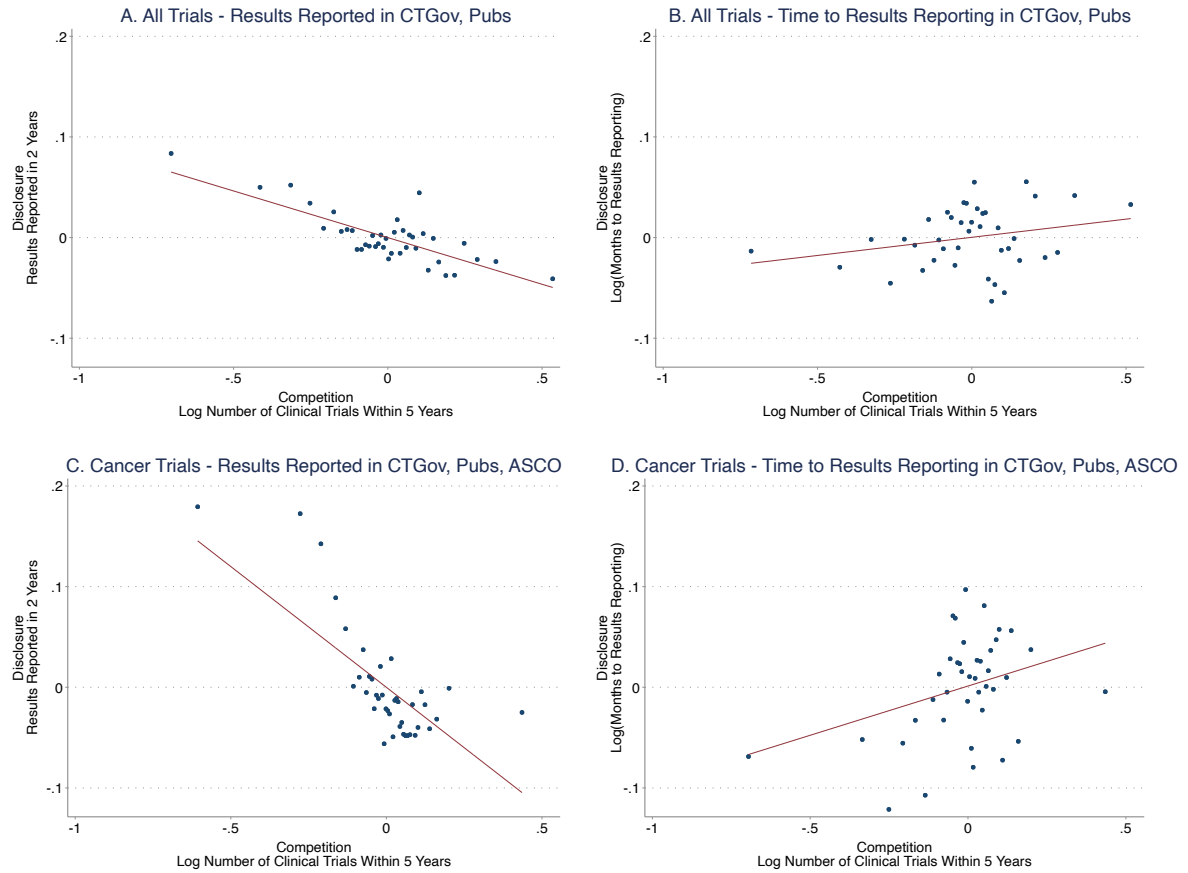 A. All Trials - Results Reported in CTGov, Pubs
Disclosure
Results Reported in 2 Years
.2
.1
0
-.1
-1
-.5
0
.5
Competition
Log Number of Clinical Trials Within 5 Years
B. All Trials - Time to Results Reporting in CTGov, Pubs
Disclosure
Log(Months to Results Reporting)
.2
.1
0
-.1
-1
-.5
0
.5
Competition
Log Number of Clinical Trials Within 5 Years
C. Cancer Trials - Results Reported in CTGov, Pubs, ASCO
Disclosure
Results Reported in 2 Years
.2
.1
0
-.1
-1
-.5
0
.5
Competition
Log Number of Clinical Trials Within 5 Years
D. Cancer Trials - Time to Results Reporting in CTGov, Pubs, ASCO
Disclosure
Log(Months to Results Reporting)
.2
.1
0
-.1
-1
-.5
0
.5
Competition
Log Number of Clinical Trials Within 5 Years